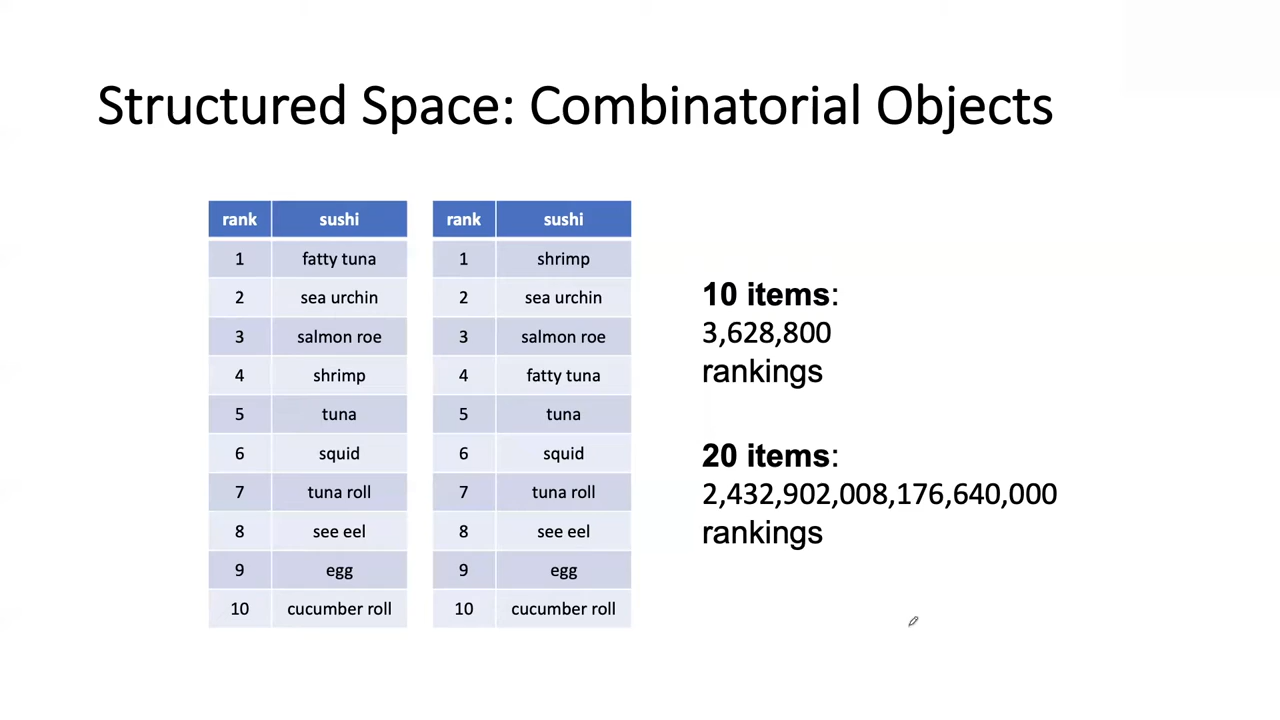 Structured Space: Combinatorial Objects
rank sushi
1 fatty tuna
2 sea urchin
3 salmon roe
4 shrimp
5 tuna
6 squid
7 tuna roll
8 see eel
9 egg
10 cucumber roll
rank sushi
1 shrimp
2 sea urchin
3 salmon roe
4 fatty tuna
5 tuna
6 squid
7 tuna roll
8 see eel
9 egg
10 cucumber roll
10 items:
3,628,800
rankings
20 items:
2,432,902,008,176,640,000
rankings